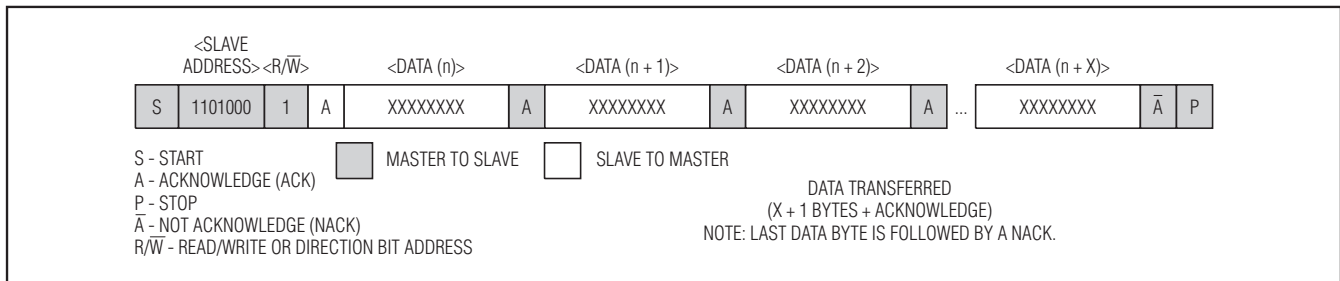 <SLAVE
ADDRESS> <R/W̅> <DATA (n)> <DATA (n + 1)> <DATA (n + 2)> <DATA (n + X)>
S 1101000 1 A XXXXXXXX A XXXXXXXX A XXXXXXXX A ... XXXXXXXX A̅ P
S - START
A - ACKNOWLEDGE (ACK)
P - STOP
A̅ - NOT ACKNOWLEDGE (NACK)
R/W̅ - READ/WRITE OR DIRECTION BIT ADDRESS
MASTER TO SLAVE SLAVE TO MASTER
DATA TRANSFERRED
(X + 1 BYTES + ACKNOWLEDGE)
NOTE: LAST DATA BYTE IS FOLLOWED BY A NACK.